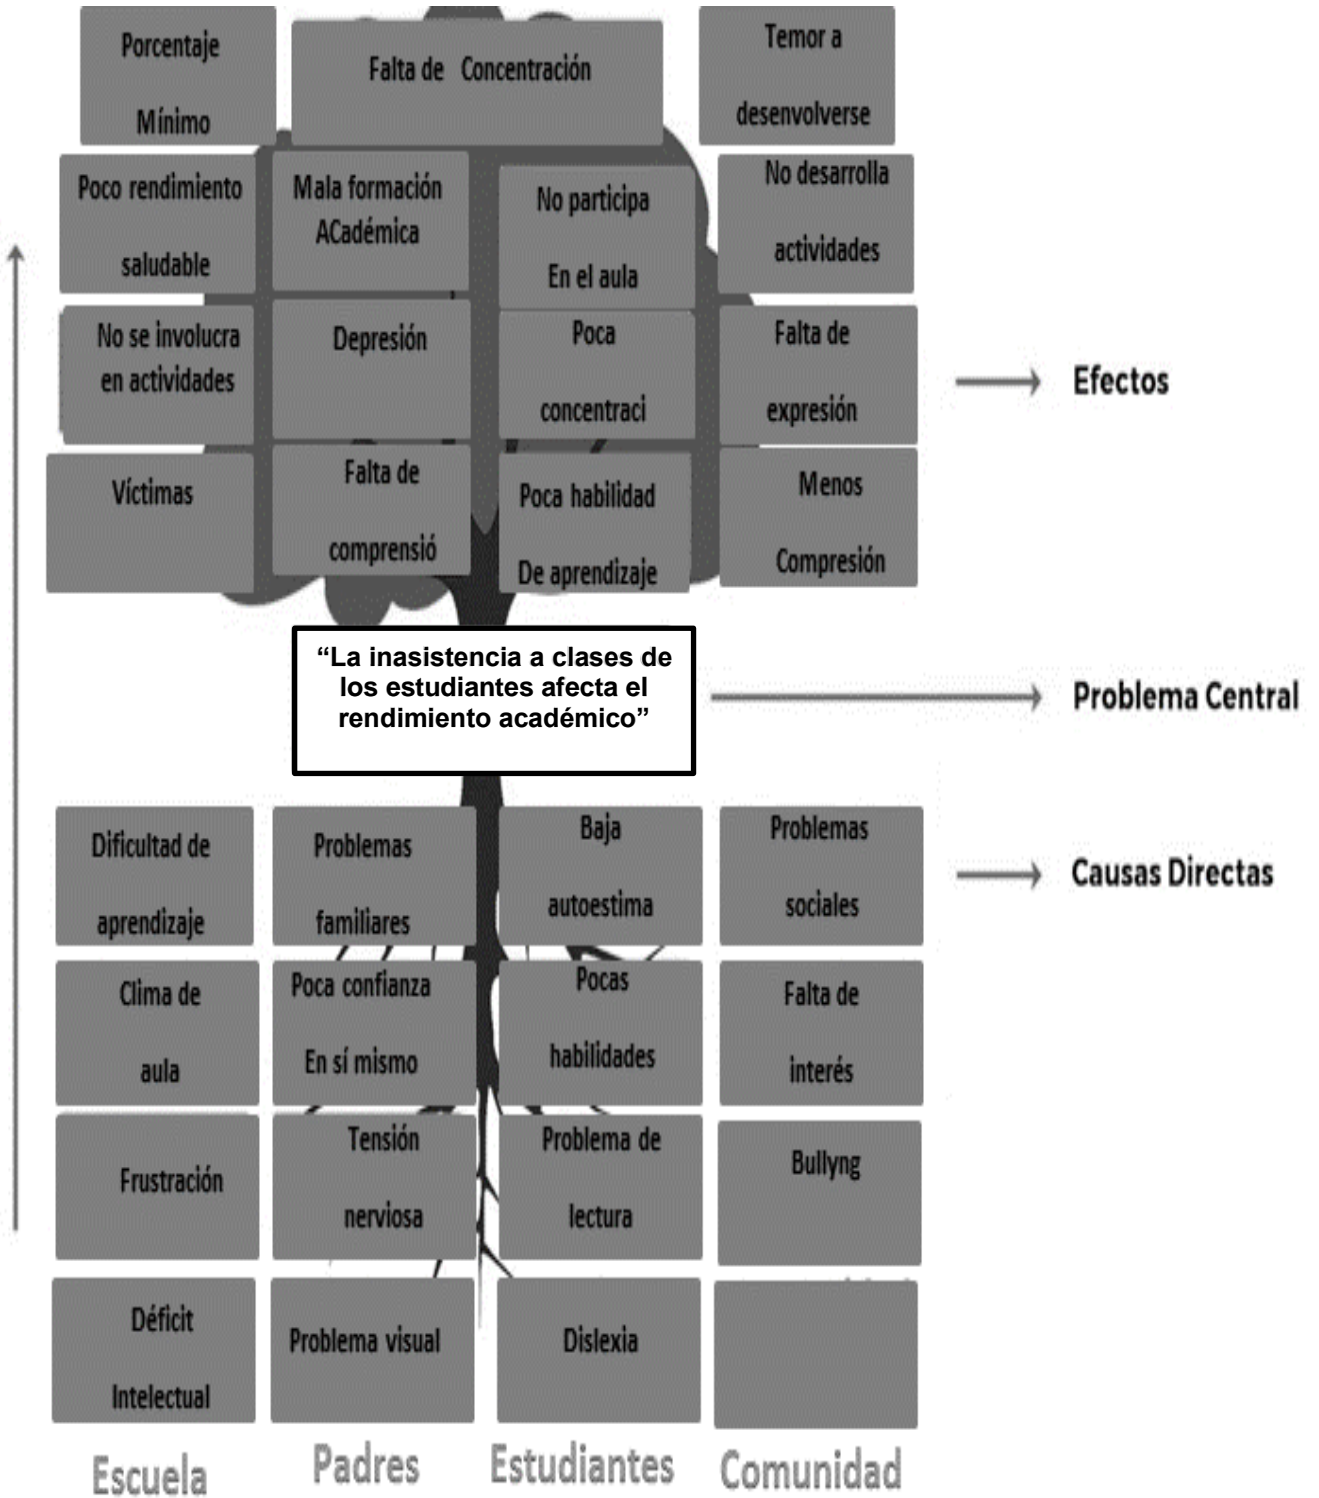 Porcentaje
Mínimo
Falta de Concentración
Temor a
desenvolverse
Poco rendimiento
saludable
Mala formación
ACadémica
No participa
En el aula
No desarrolla
actividades
No se involucra
en actividades
Depresión
Poca
concentraci
Falta de
expresión
Efectos
Víctimas
Falta de
comprensió
Poca habilidad
De aprendizaje
Menos
Compresión
“La inasistencia a clases de
los estudiantes afecta el
rendimiento académico”
Problema Central
Dificultad de
aprendizaje
Problemas
familiares
Baja
autoestima
Problemas
sociales
Causas Directas
Clima de
aula
Poca confianza
En sí mismo
Pocas
habilidades
Falta de
interés
Frustración
Tensión
nerviosa
Problema de
lectura
Bullyng
Déficit
Intelectual
Problema visual
Dislexia
Escuela
Padres
Estudiantes
Comunidad